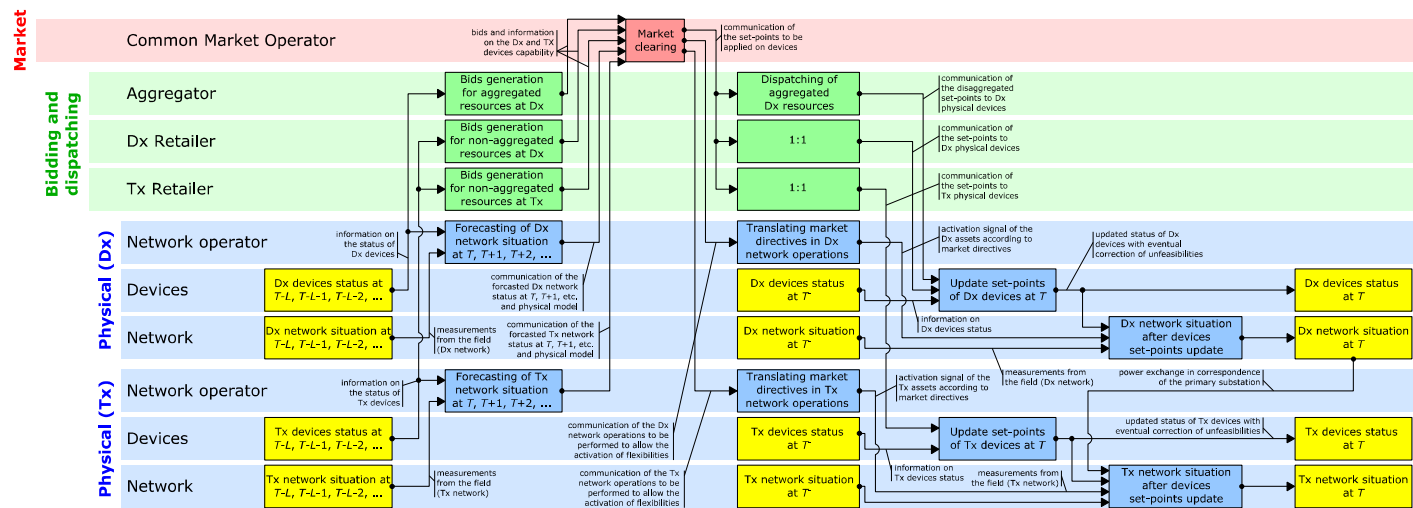 Market
Common Market Operator
bids and information
on the Dx and TX
devices capability
Market
clearing
communication of
the set-points to be
applied on devices
Bidding and
dispatching
Aggregator
Bids generation
for aggregated
resources at Dx
Dispatching of
aggregated
Dx resources
communication of
the disaggregated
set-points to Dx
physical devices
Dx Retailer
Bids generation
for non-aggregated
resources at Dx
1:1
communication of
the set-points to
Dx physical devices
Tx Retailer
Bids generation
for non-aggregated
resources at Tx
1:1
communication of
the set-points to
Tx physical devices
Physical (Dx)
Network operator
information on
the status of
Dx devices
Forecasting of Dx
network situation
at T, T+1, T+2, ...
communication of the
forcasted Dx network
status at T, T+1, etc.
and physical model
Translating market
directives in Dx
network operations
activation signal of the
Dx assets according to
market directives
updated status of Dx
devices with eventual
correction of unfeasibilities
Devices
Dx devices status at
T-L, T-L-1, T-L-2, ...
Dx devices status
at T-
Update set-points
of Dx devices at T
Dx devices status
at T
information on
Dx devices status
Network
Dx network situation at
T-L, T-L-1, T-L-2, ...
measurements
from the field
(Dx network)
communication of the
forcasted Tx network
status at T, T+1, etc.
and physical model
Dx network situation
at T-
Dx network situation
after devices
set-points update
Dx network situation
at T
measurements from
the field (Dx network)
power exchange in correspondence
of the primary substation
Physical (Tx)
Network operator
information on
the status of
Tx devices
Forecasting of Tx
network situation
at T, T+1, T+2, ...
Translating market
directives in Tx
network operations
activation signal of the
Tx assets according to
market directives
communication of the Dx
network operations to be
performed to allow the
activation of flexibilities
Devices
Tx devices status at
T-L, T-L-1, T-L-2, ...
Tx devices status
at T-
Update set-points
of Tx devices at T
updated status of Tx devices with
eventual correction of unfeasibilities
Tx devices status
at T
information on
Tx devices status
Network
Tx network situation at
T-L, T-L-1, T-L-2, ...
measurements
from the field
(Tx network)
communication of the Tx
network operations to be
performed to allow the
activation of flexibilities
Tx network situation
at T-
measurements from
the field (Tx network)
Tx network situation
after devices
set-points update
Tx network situation
at T